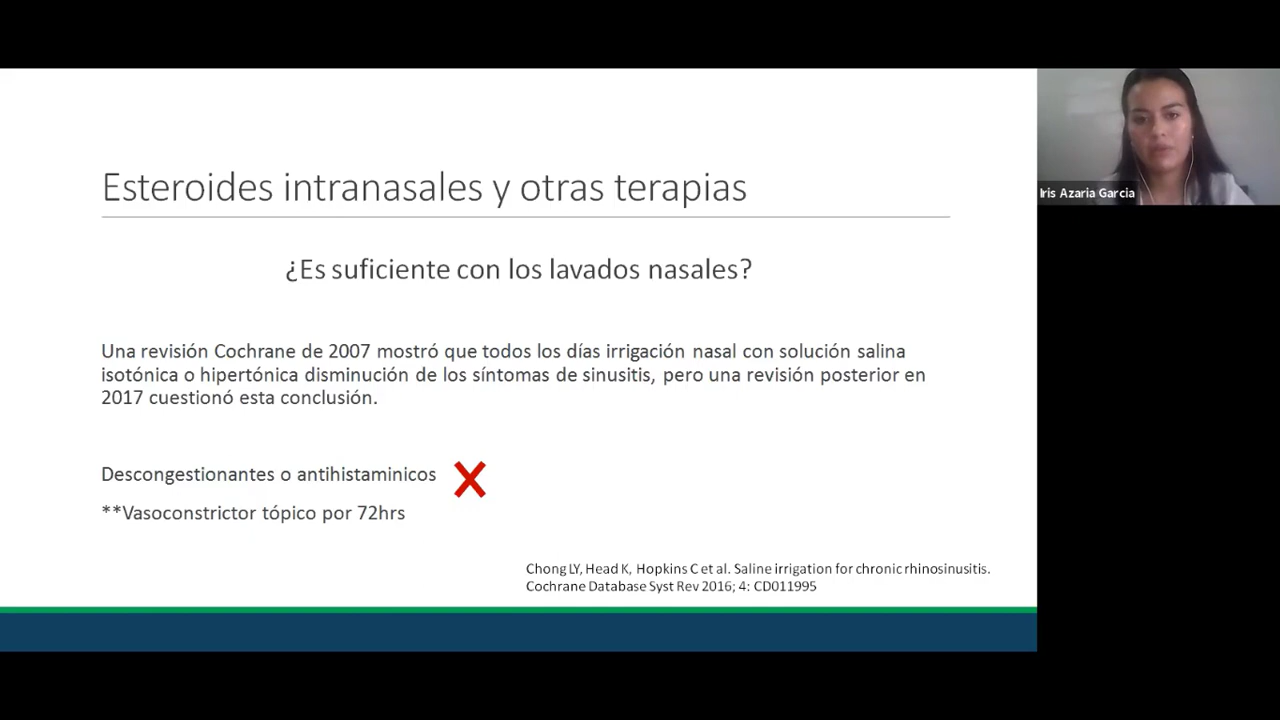 Esteroides intranasales y otras terapias
¿Es suficiente con los lavados nasales?
Una revisión Cochrane de 2007 mostró que todos los días irrigación nasal con solución salina
isotónica o hipertónica disminución de los síntomas de sinusitis, pero una revisión posterior en
2017 cuestionó esta conclusión.
Descongestionantes o antihistaminicos
**Vasoconstrictor tópico por 72hrs
Chong LY, Head K, Hopkins C et al. Saline irrigation for chronic rhinosinusitis.
Cochrane Database Syst Rev 2016; 4: CD011995
Iris Azaria Garcia